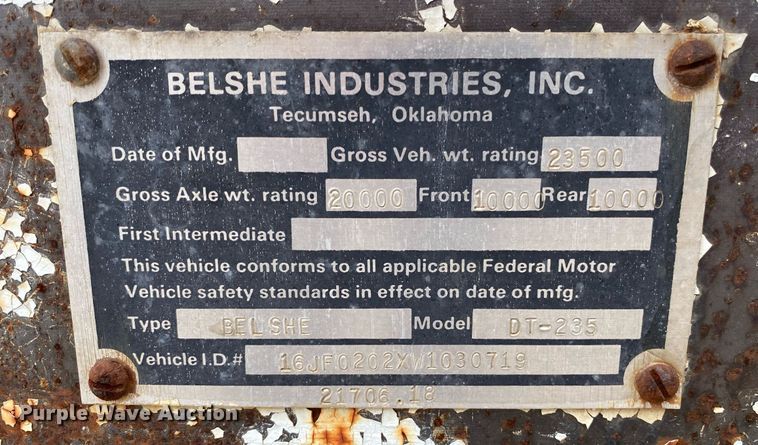 BELSHE INDUSTRIES, INC.
Tecumseh, Oklahoma
Date of Mfg. Gross Veh. wt. rating 23500
Gross Axle wt. rating 20000 Front 10000 Rear 10000
First Intermediate
This vehicle conforms to all applicable Federal Motor
Vehicle safety standards in effect on date of mfg.
Type BELSHE Model DT-235
Vehicle I.D.# 16JF0202XW1030719
21706.18
Purple Wave Auction